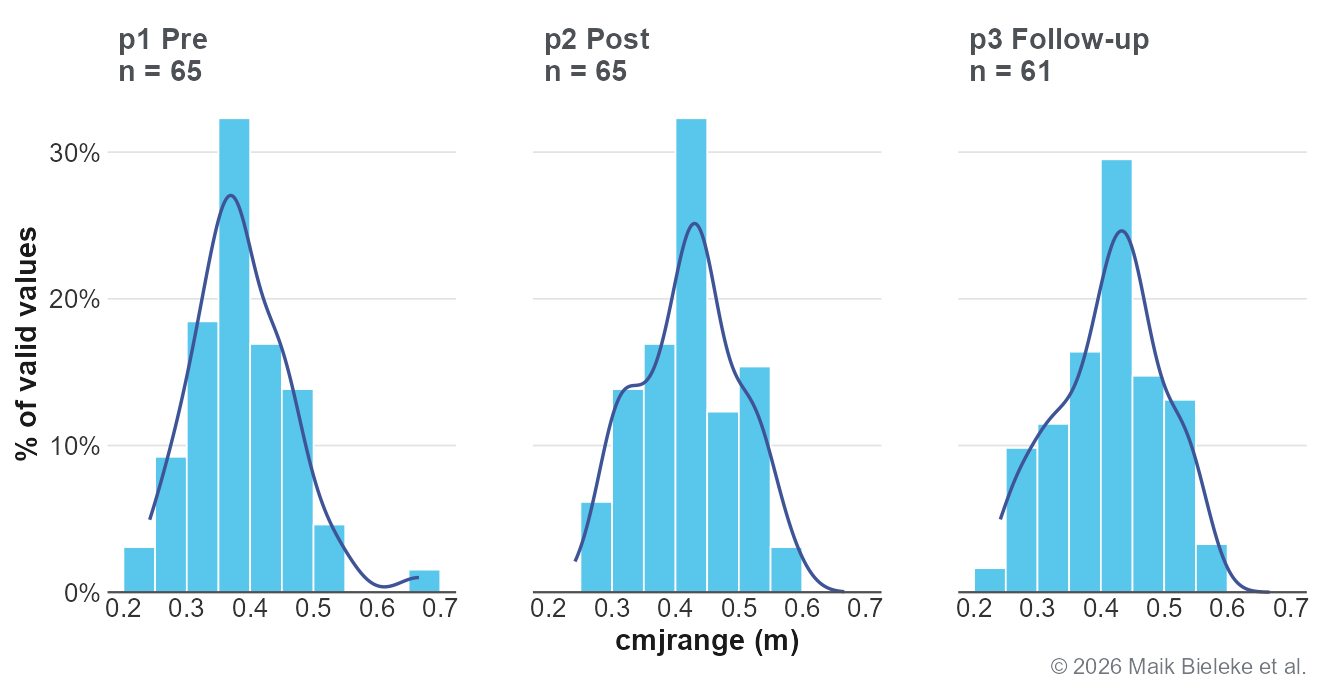 p1 Pre
n = 65
p2 Post
n = 65
p3 Follow-up
n = 61
% of valid values
30%
20%
10%
0%
0.2 0.3 0.4 0.5 0.6 0.7
0.2 0.3 0.4 0.5 0.6 0.7
0.2 0.3 0.4 0.5 0.6 0.7
cmjrange (m)
© 2026 Maik Bieleke et al.